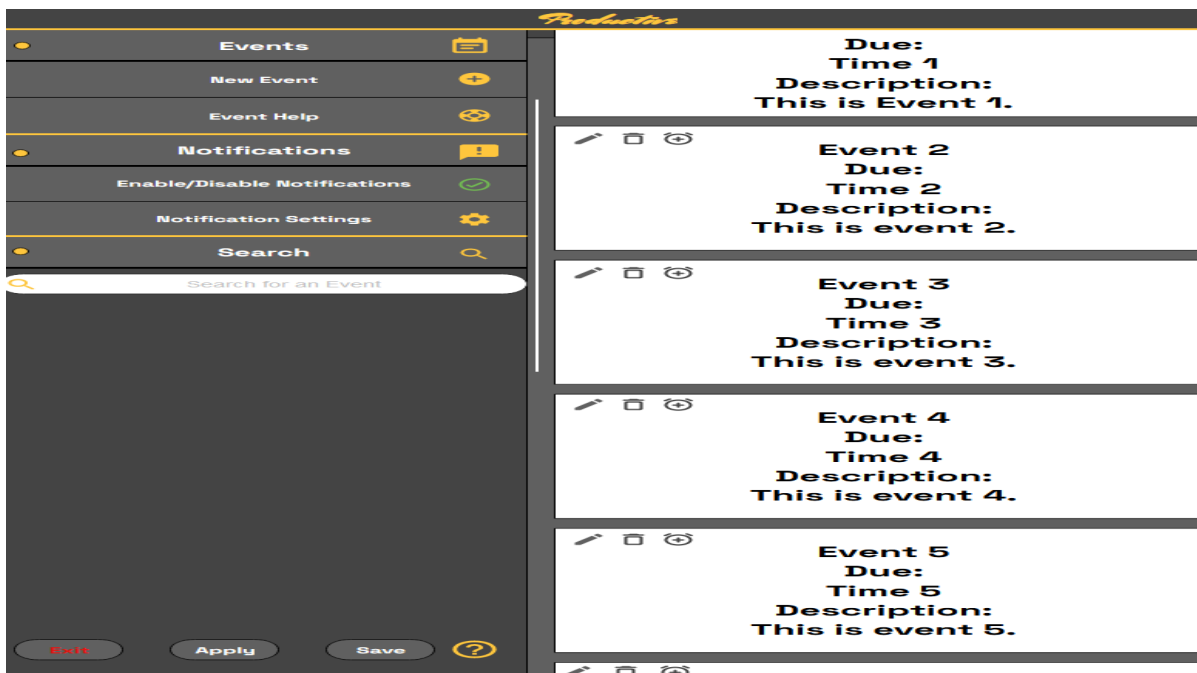 Productivs
Events
New Event
Event Help
Notifications
Enable/Disable Notifications
Notification Settings
Search
Search for an Event
Exit
Apply
Save
Due:
Time 1
Description:
This is Event 1.
Event 2
Due:
Time 2
Description:
This is event 2.
Event 3
Due:
Time 3
Description:
This is event 3.
Event 4
Due:
Time 4
Description:
This is event 4.
Event 5
Due:
Time 5
Description:
This is event 5.